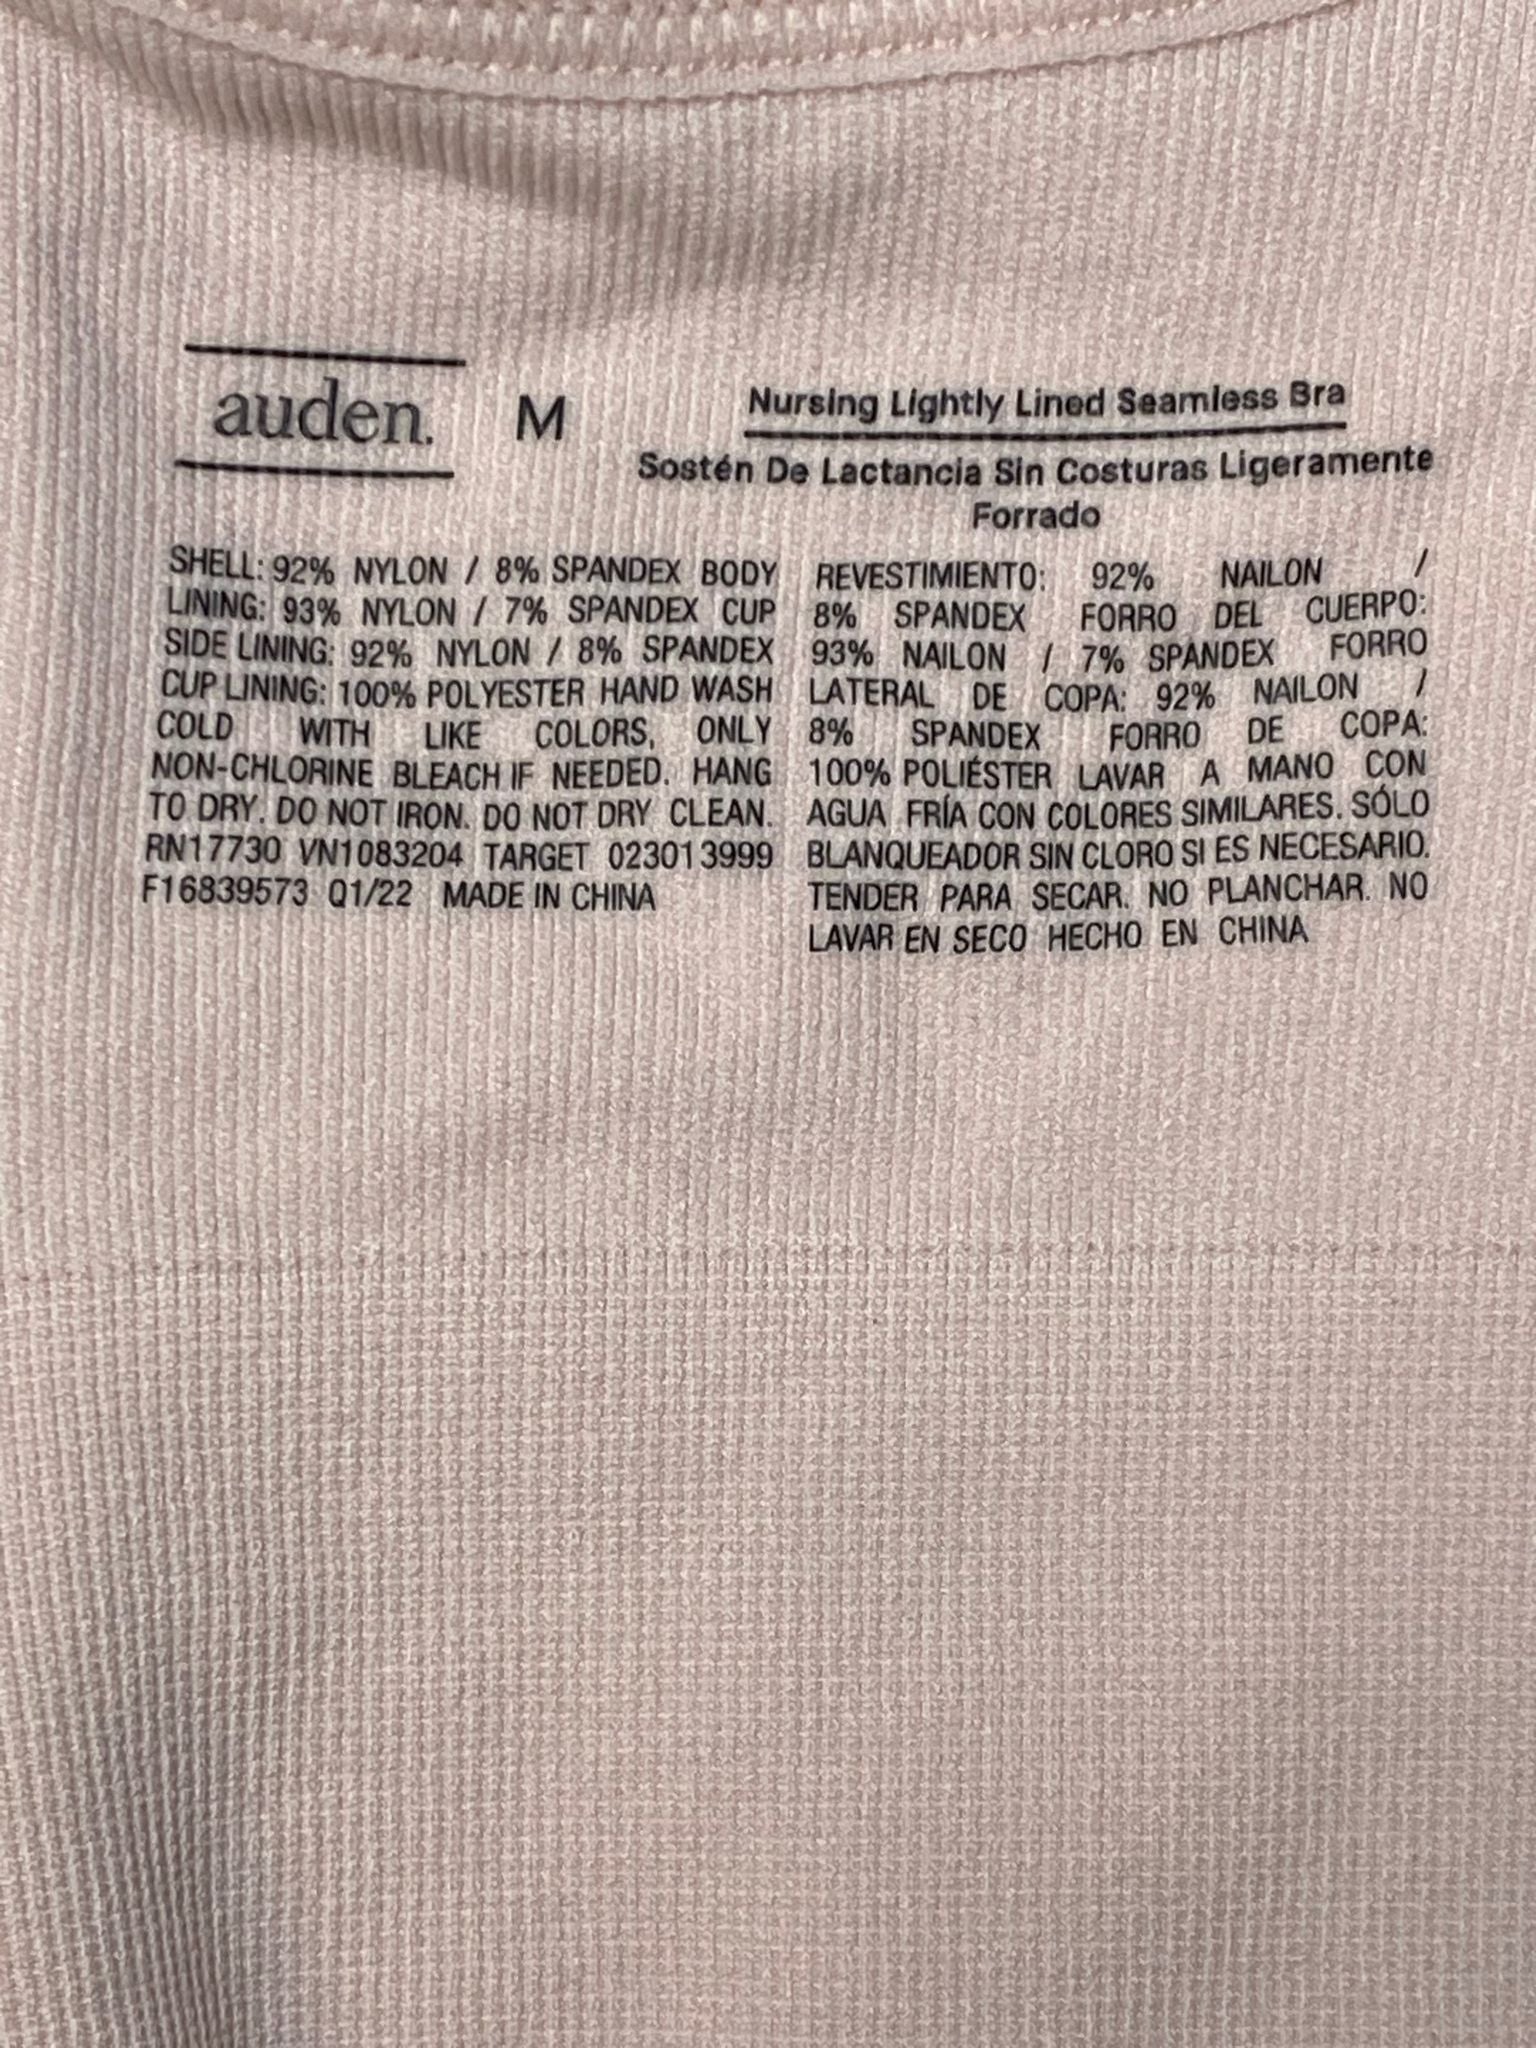 auden.
M
Nursing Lightly Lined Seamless Bra
Sostén De Lactancia Sin Costuras Ligeramente
Forrado
SHELL: 92% NYLON / 8% SPANDEX BODY
LINING: 93% NYLON / 7% SPANDEX CUP
SIDE LINING: 92% NYLON / 8% SPANDEX
CUP LINING: 100% POLYESTER HAND WASH
COLD WITH LIKE COLORS, ONLY
NON-CHLORINE BLEACH IF NEEDED. HANG
TO DRY. DO NOT IRON. DO NOT DRY CLEAN.
RN17730 VN1083204 TARGET 023013999
F16839573 Q1/22 MADE IN CHINA
REVESTIMIENTO: 92% NAILON /
8% SPANDEX FORRO DEL CUERPO:
93% NAILON / 7% SPANDEX FORRO
LATERAL DE COPA: 92% NAILON /
8% SPANDEX FORRO DE COPA:
100% POLIÉSTER LAVAR A MANO CON
AGUA FRÍA CON COLORES SIMILARES. SÓLO
BLANQUEADOR SIN CLORO SI ES NECESARIO.
TENDER PARA SECAR. NO PLANCHAR. NO
LAVAR EN SECO HECHO EN CHINA